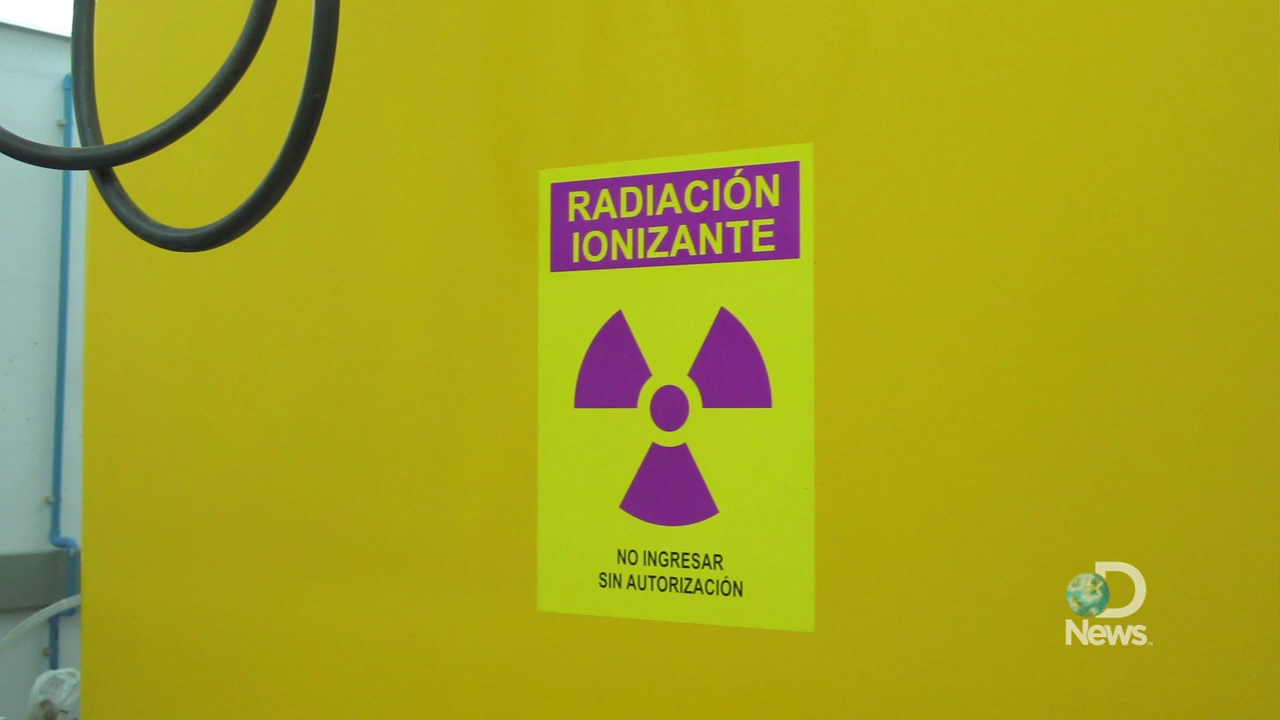 RADIACIÓN
IONIZANTE
NO INGRESAR
SIN AUTORIZACIÓN
D
News